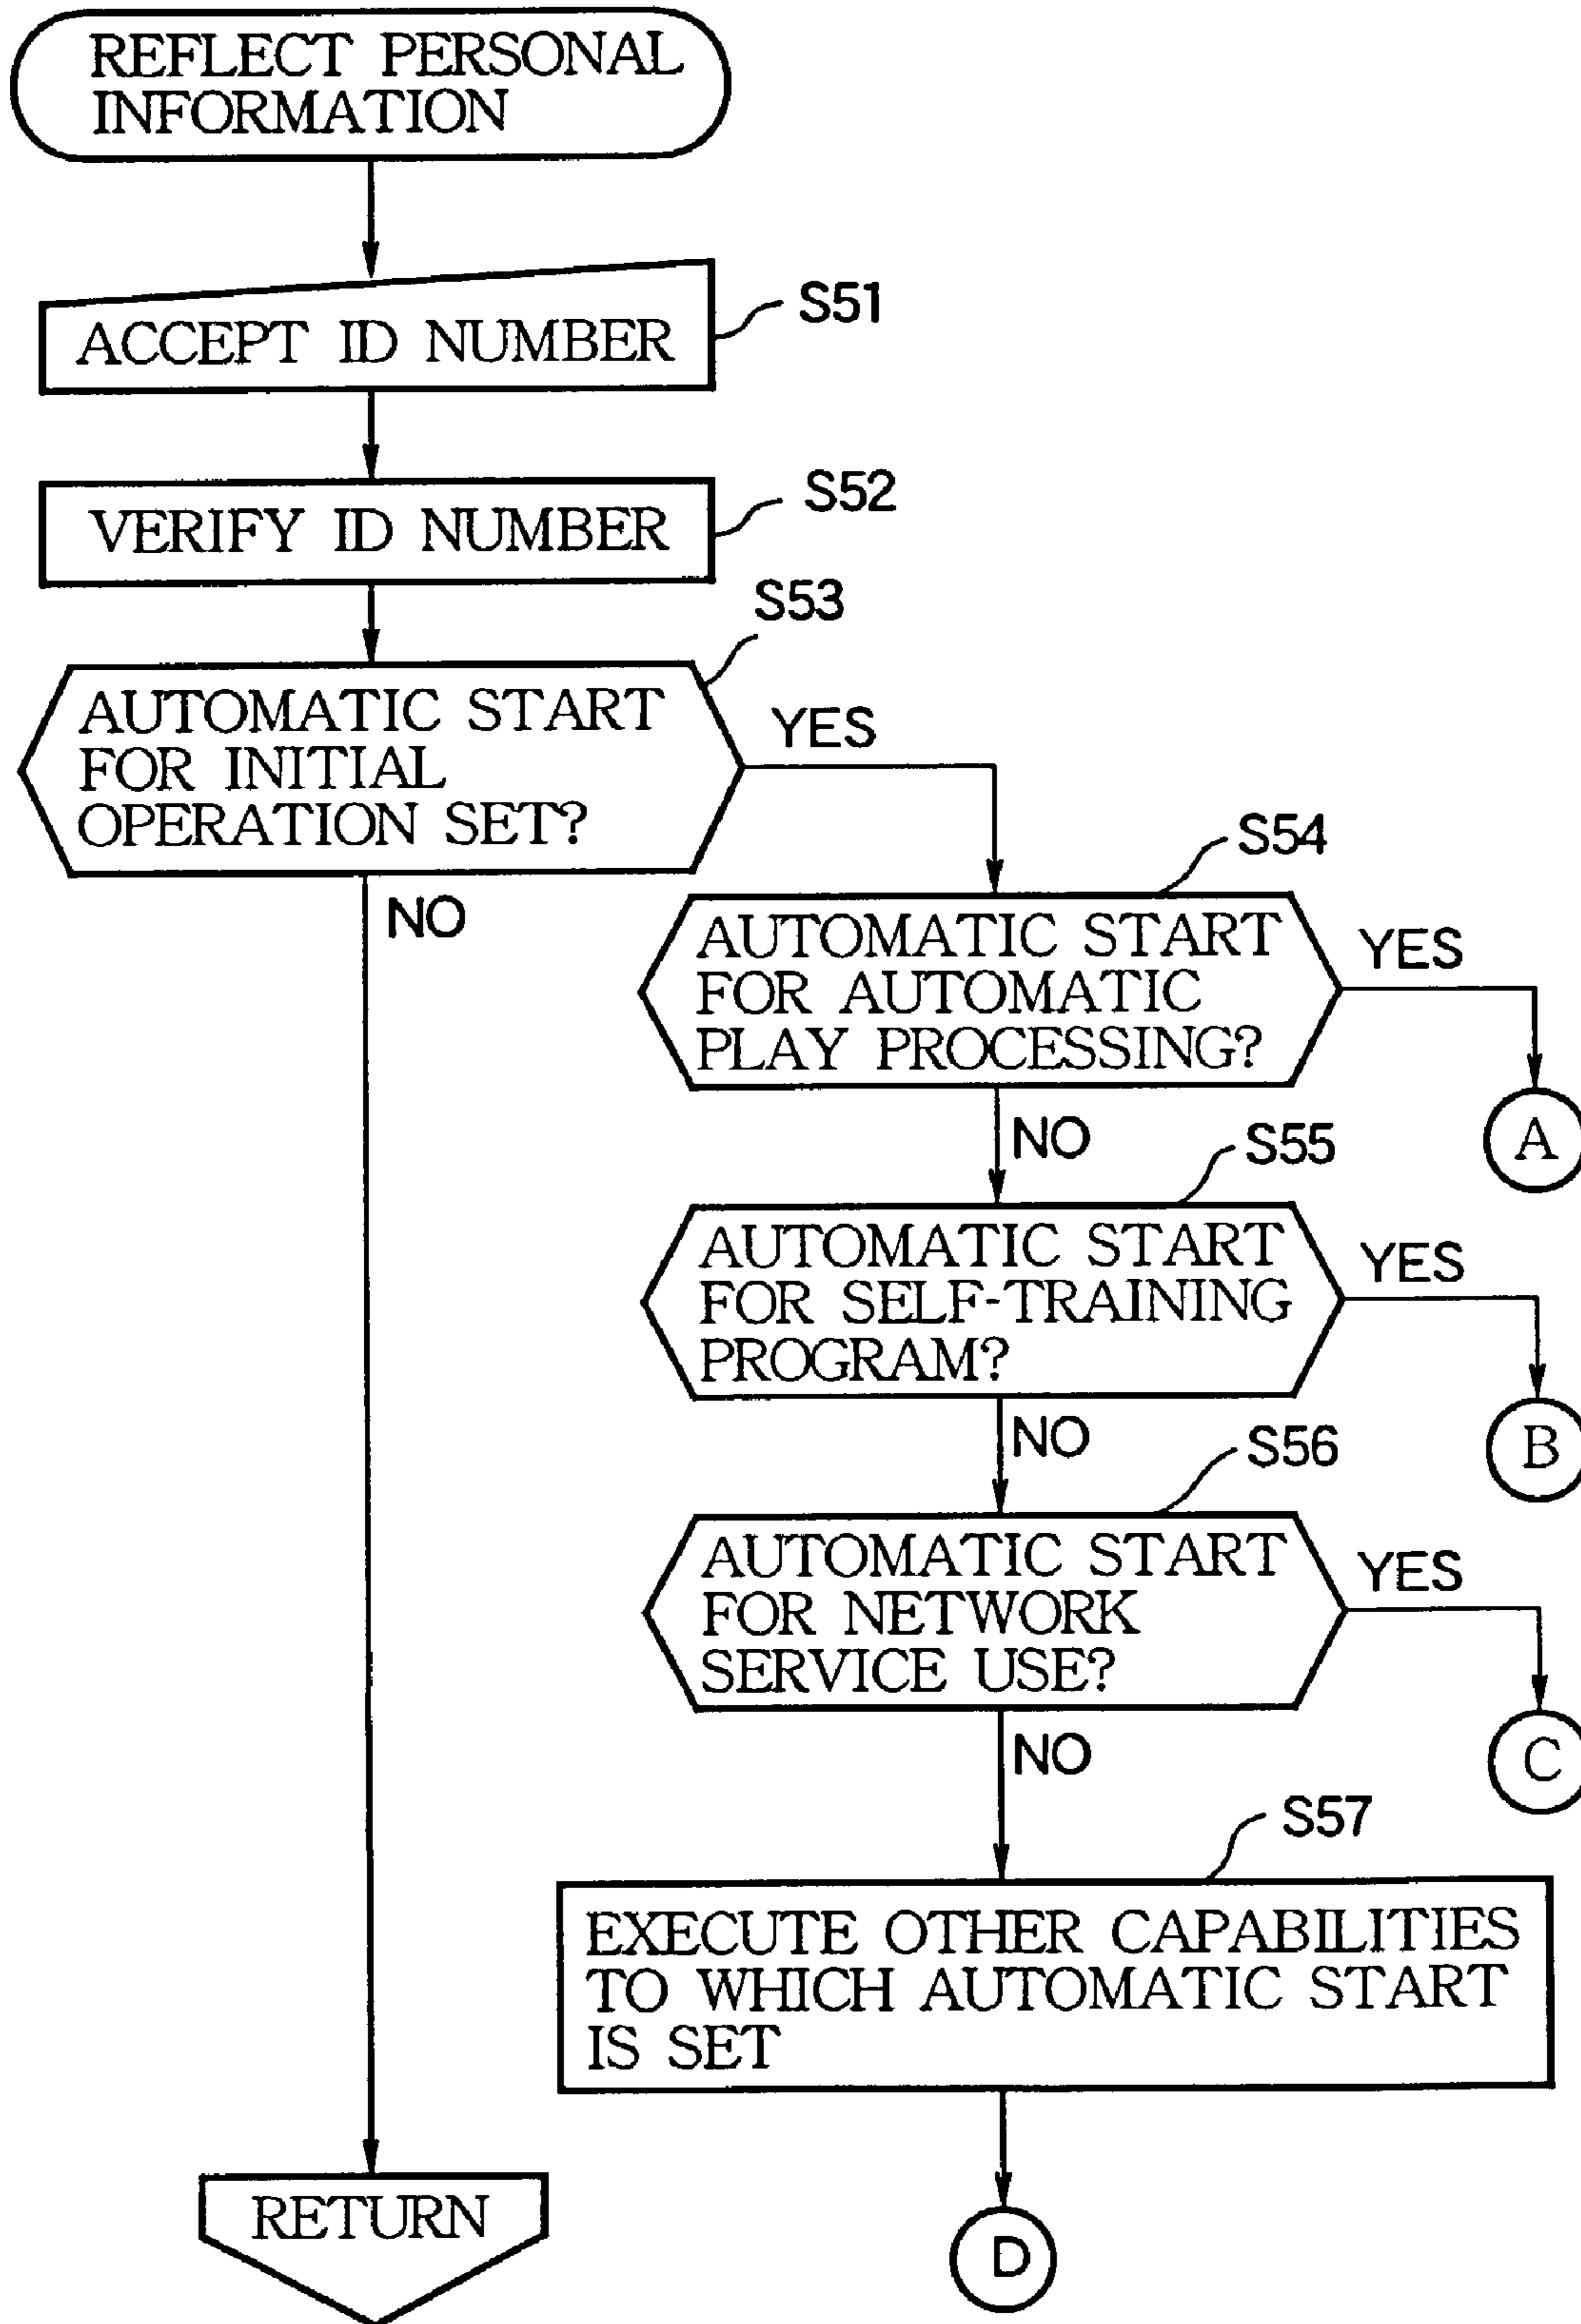 REFLECT PERSONAL
INFORMATION
S51
ACCEPT ID NUMBER
S52
VERIFY ID NUMBER
S53
AUTOMATIC START
FOR INITIAL
OPERATION SET?
YES
NO
S54
AUTOMATIC START
FOR AUTOMATIC
PLAY PROCESSING?
YES
A
NO
S55
AUTOMATIC START
FOR SELF-TRAINING
PROGRAM?
YES
B
NO
S56
AUTOMATIC START
FOR NETWORK
SERVICE USE?
YES
C
NO
S57
EXECUTE OTHER CAPABILITIES
TO WHICH AUTOMATIC START
IS SET
RETURN
D